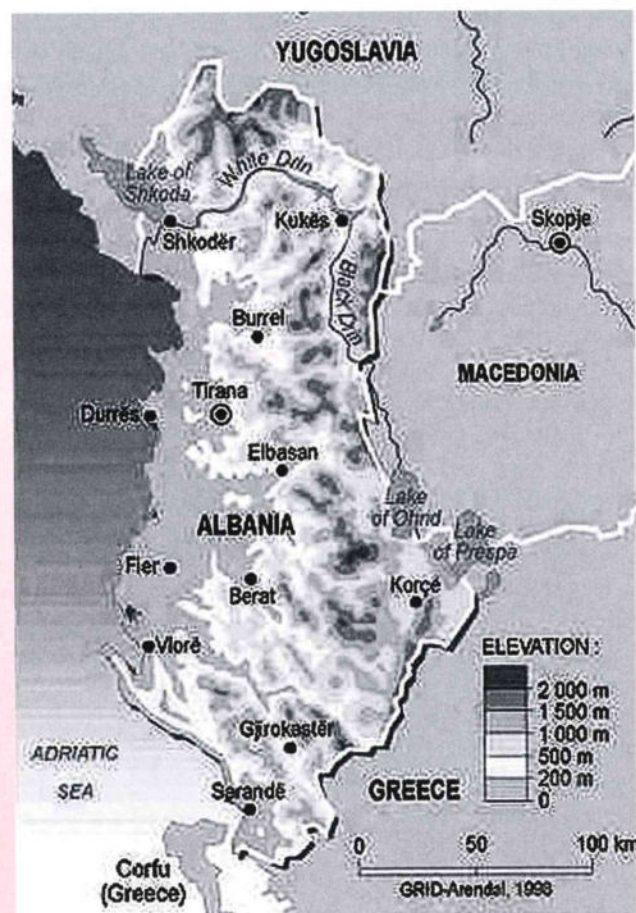 YUGOSLAVIA
Lake of
Shkoda
White Drin
Shkodër
Kukës
Skopje
Black Drin
Burrel
MACEDONIA
Tirana
Durrës
Elbasan
Lake
of Ohrid
Lake
of Prespa
ALBANIA
Fier
Berat
Korçë
Vlorë
ELEVATION :
2 000 m
1 500 m
1 000 m
500 m
200 m
0
Gjirokastër
ADRIATIC
SEA
GREECE
Sarandë
0 50 100 km
Corfu
(Greece)
GRID-Arendal, 1998